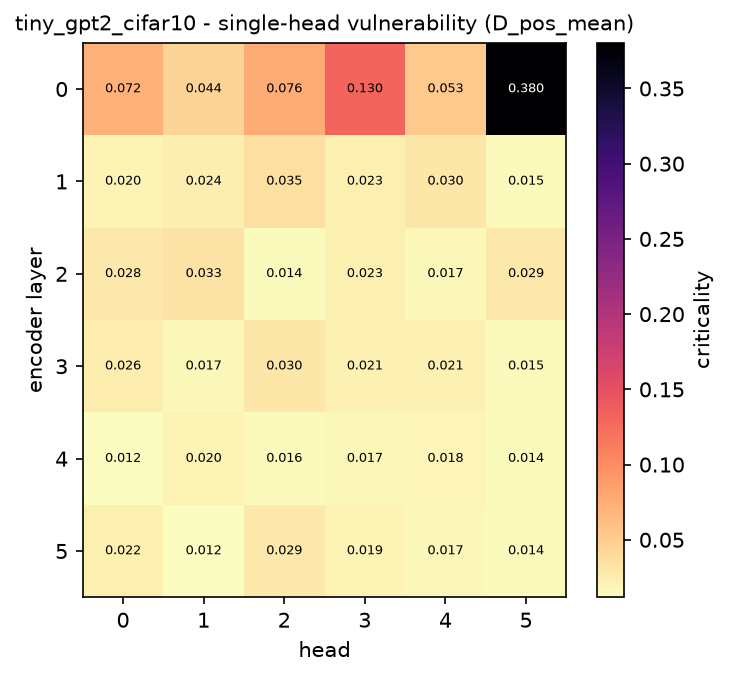 tiny_gpt2_cifar10 - single-head vulnerability (D_pos_mean)
0 0.072 0.044 0.076 0.130 0.053 0.380
1 0.020 0.024 0.035 0.023 0.030 0.015
2 0.028 0.033 0.014 0.023 0.017 0.029
3 0.026 0.017 0.030 0.021 0.021 0.015
4 0.012 0.020 0.016 0.017 0.018 0.014
5 0.022 0.012 0.029 0.019 0.017 0.014
0 1 2 3 4 5
head
encoder layer
0.35
0.30
0.25
0.20
0.15
0.10
0.05
criticality